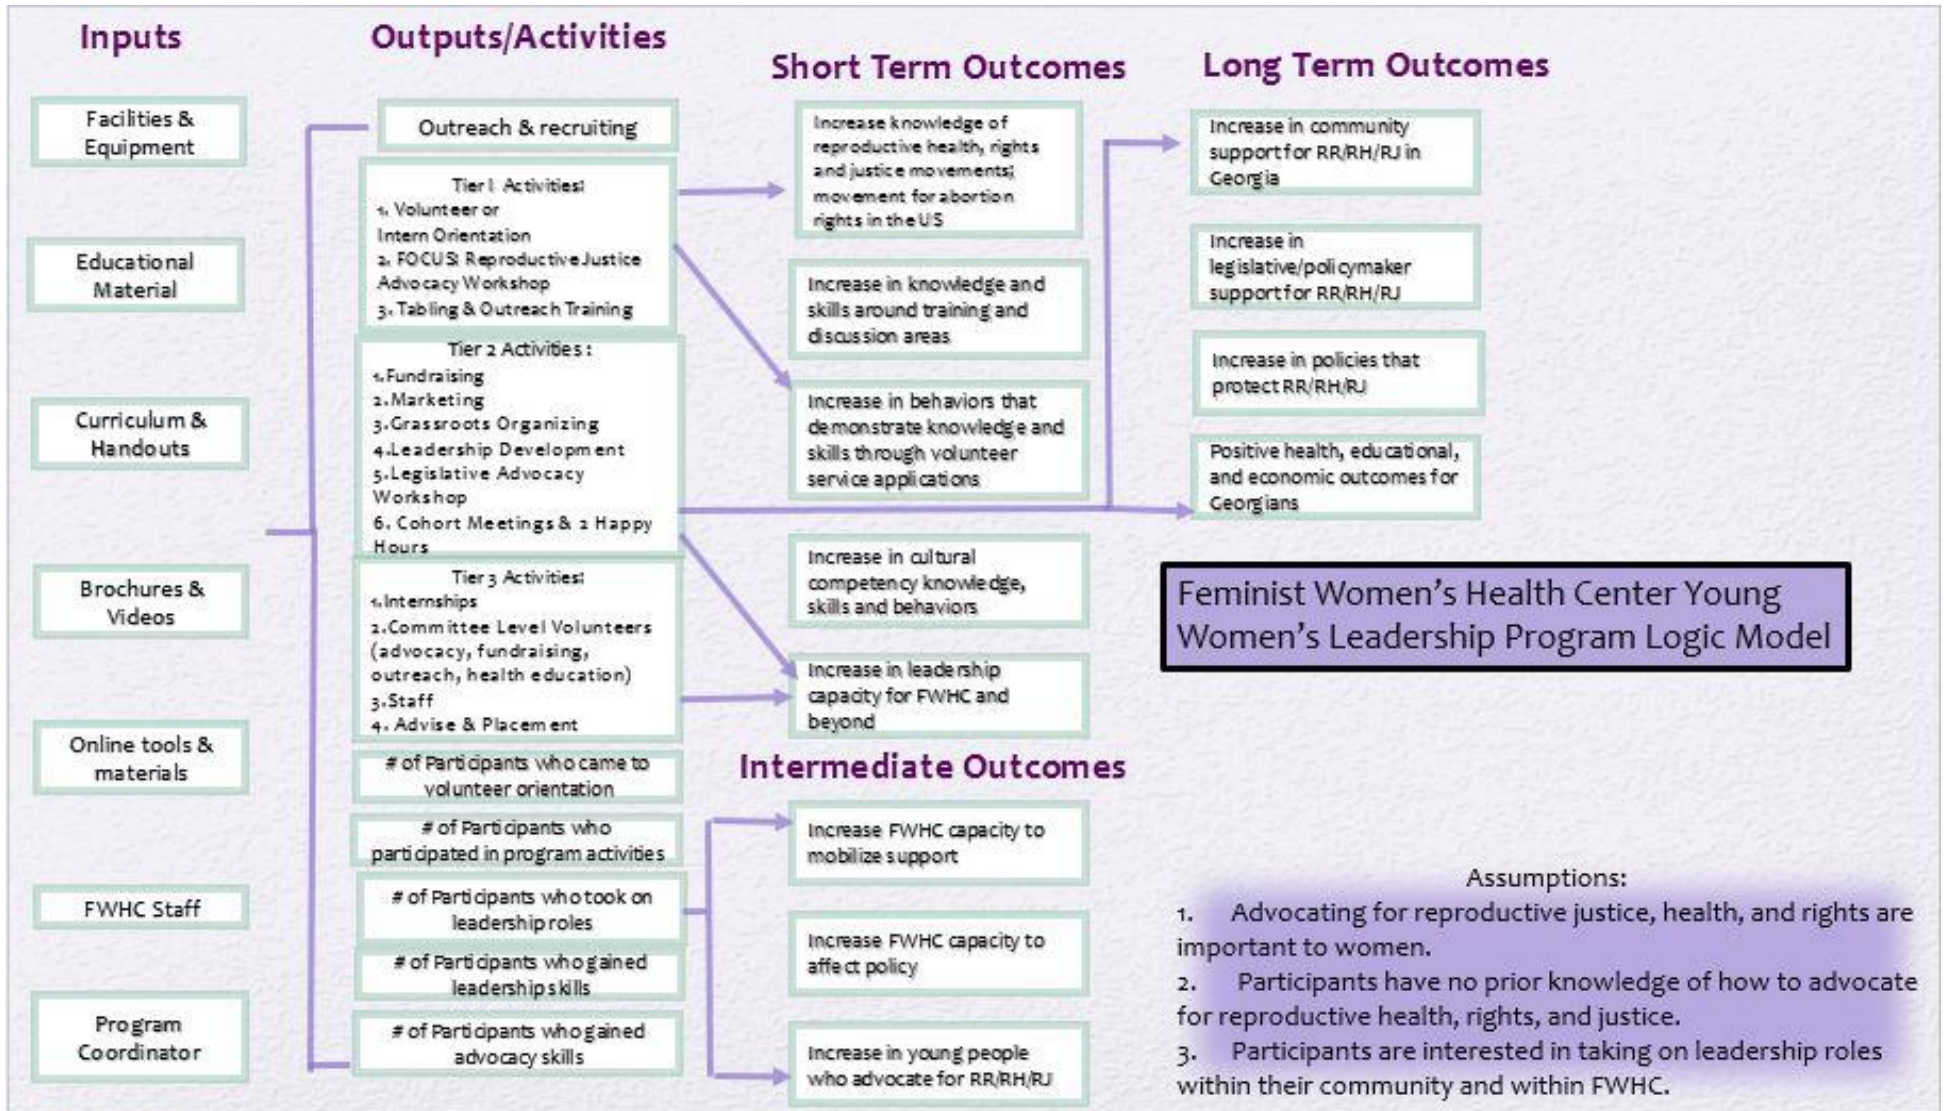 Inputs
Facilities &
Equipment
Educational
Material
Curriculum &
Handouts
Brochures &
Videos
Online tools &
materials
FWHC Staff
Program
Coordinator
Outputs/Activities
Outreach & recruiting
Tier 1 Activities:
1. Volunteer or
Intern Orientation
2. FOCUS: Reproductive Justice
Advocacy Workshop
3. Tabling & Outreach Training
Tier 2 Activities :
1.Fundraising
2.Marketing
3.Grassroots Organizing
4.Leadership Development
5.Legislative Advocacy
Workshop
6. Cohort Meetings & 2 Happy
Hours
Tier 3 Activities:
1.Internships
2.Committee Level Volunteers
(advocacy, fundraising,
outreach, health education)
3.Staff
4. Advise & Placement
# of Participants who came to
volunteer orientation
# of Participants who
participated in program activities
# of Participants who took on
leadership roles
# of Participants who gained
leadership skills
# of Participants who gained
advocacy skills
Short Term Outcomes
Increase knowledge of
reproductive health, rights
and justice movements;
movement for abortion
rights in the US
Increase in knowledge and
skills around training and
discussion areas
Increase in behaviors that
demonstrate knowledge and
skills through volunteer
service applications
Increase in cultural
competency knowledge,
skills and behaviors
Increase in leadership
capacity for FWHC and
beyond
Intermediate Outcomes
Increase FWHC capacity to
mobilize support
Increase FWHC capacity to
affect policy
Increase in young people
who advocate for RR/RH/RJ
Long Term Outcomes
Increase in community
support for RR/RH/RJ in
Georgia
Increase in
legislative/policymaker
support for RR/RH/RJ
Increase in policies that
protect RR/RH/RJ
Positive health, educational,
and economic outcomes for
Georgians
Feminist Women’s Health Center Young
Women’s Leadership Program Logic Model
Assumptions:
1. Advocating for reproductive justice, health, and rights are
important to women.
2. Participants have no prior knowledge of how to advocate
for reproductive health, rights, and justice.
3. Participants are interested in taking on leadership roles
within their community and within FWHC.